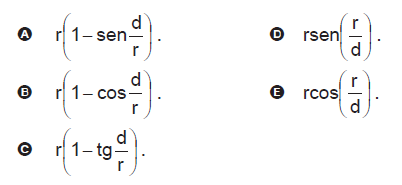 A r(1 – sen d/r).
B r(1 – cos d/r).
C r(1 – tg d/r).
D rsen(r/d).
E rcos(r/d).